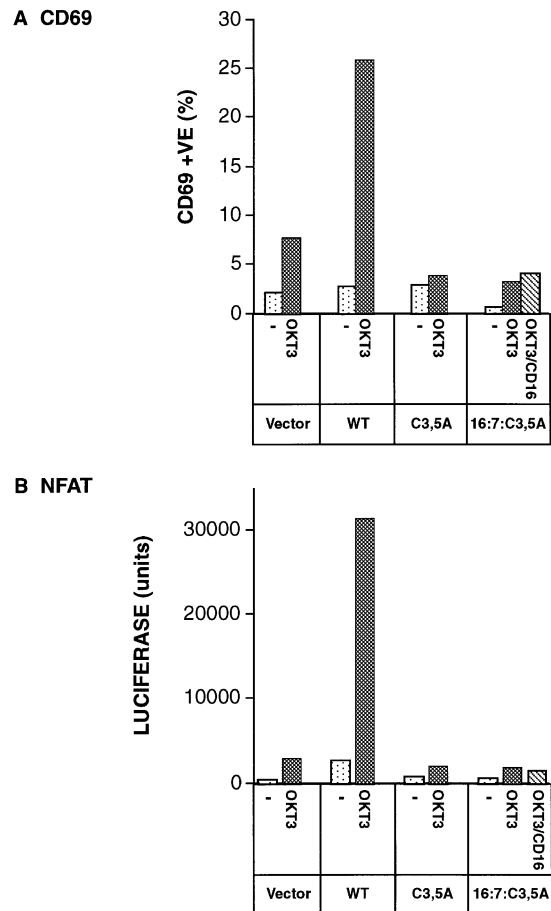 A CD69
CD69 +VE (%)
30
25
20
15
10
5
0
- OKT3 - OKT3 - OKT3 - OKT3 OKT3/CD16
Vector WT C3,5A 16:7:C3,5A
B NFAT
LUCIFERASE (units)
30000
20000
10000
0
- OKT3 - OKT3 - OKT3 - OKT3 OKT3/CD16
Vector WT C3,5A 16:7:C3,5A